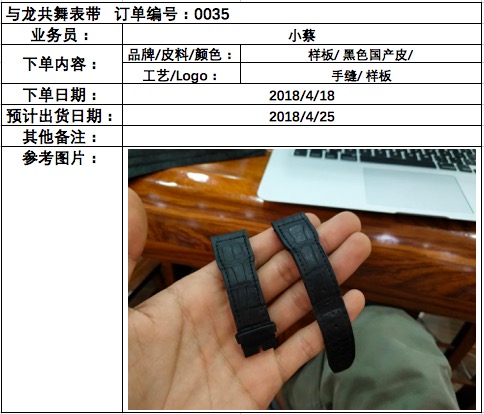 与龙共舞表带 订单编号：0035
业务员： 小蔡
下单内容： 品牌/皮料/颜色： 样板/ 黑色国产皮/
工艺/Logo： 手缝/ 样板
下单日期： 2018/4/18
预计出货日期： 2018/4/25
其他备注：
参考图片：